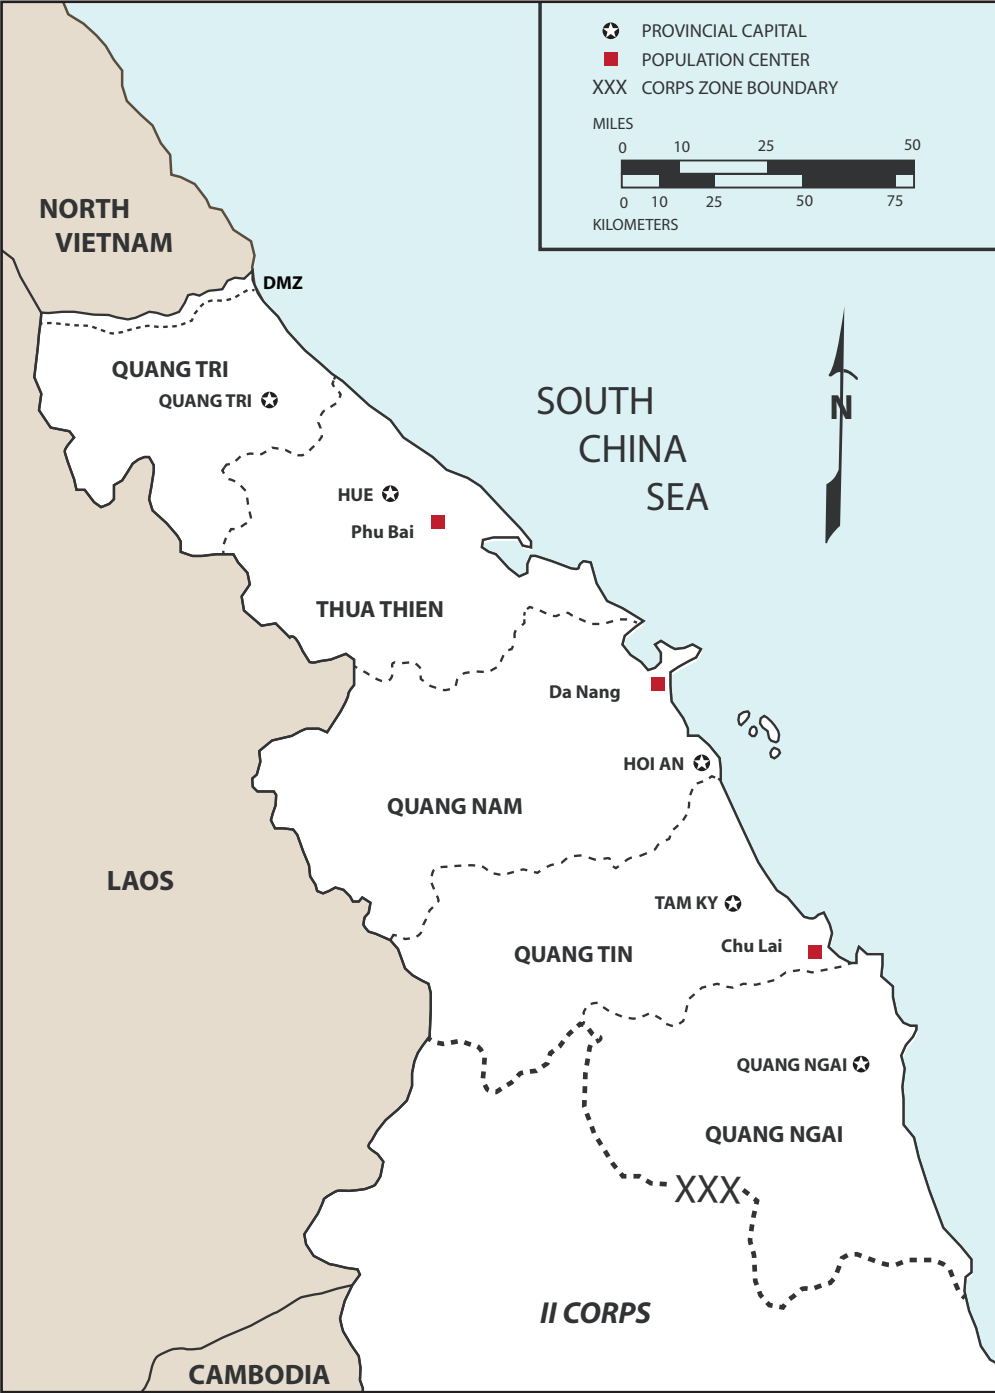 PROVINCIAL CAPITAL
POPULATION CENTER
XXX CORPS ZONE BOUNDARY
MILES
0 10 25 50
0 10 25 50 75
KILOMETERS
NORTH
VIETNAM
DMZ
QUANG TRI
QUANG TRI
SOUTH
CHINA
SEA
N
HUE
Phu Bai
THUA THIEN
Da Nang
HOI AN
QUANG NAM
LAOS
TAM KY
Chu Lai
QUANG TIN
QUANG NGAI
QUANG NGAI
XXX
II CORPS
CAMBODIA